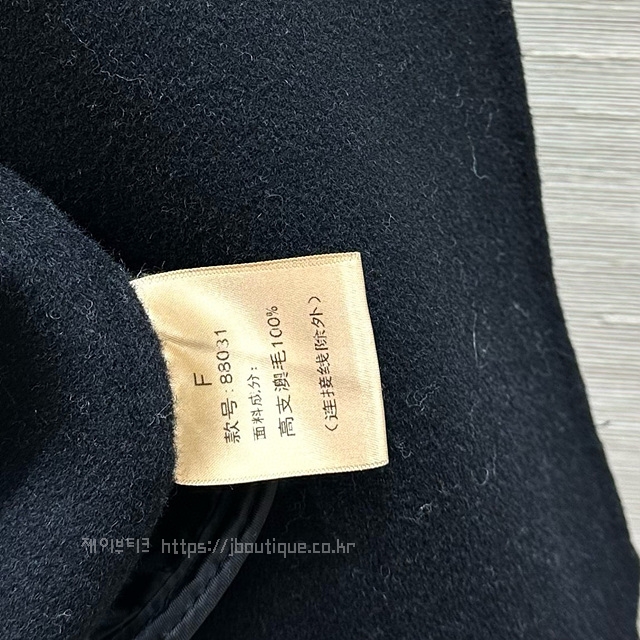 F
款号:88031
面料成分:
高支澳毛100%
(连接线除外)
제이부티크 https://jboutique.co.kr